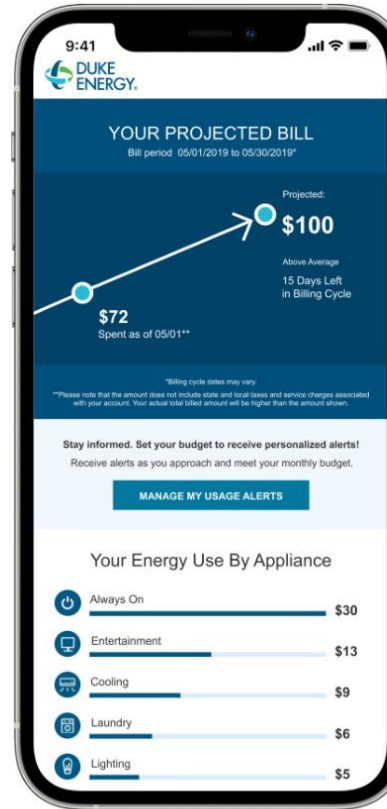 9:41
DUKE
ENERGY®
YOUR PROJECTED BILL
Bill period 05/01/2019 to 05/30/2019*
Projected:
$100
Above Average
15 Days Left
in Billing Cycle
$72
Spent as of 05/01**
*Billing cycle dates may vary.
**Please note that the amount does not include state and local taxes and service charges associated
with your account. Your actual total billed amount will be higher than the amount shown.
Stay informed. Set your budget to receive personalized alerts!
Receive alerts as you approach and meet your monthly budget.
MANAGE MY USAGE ALERTS
Your Energy Use By Appliance
Always On
$30
Entertainment
$13
Cooling
$9
Laundry
$6
Lighting
$5